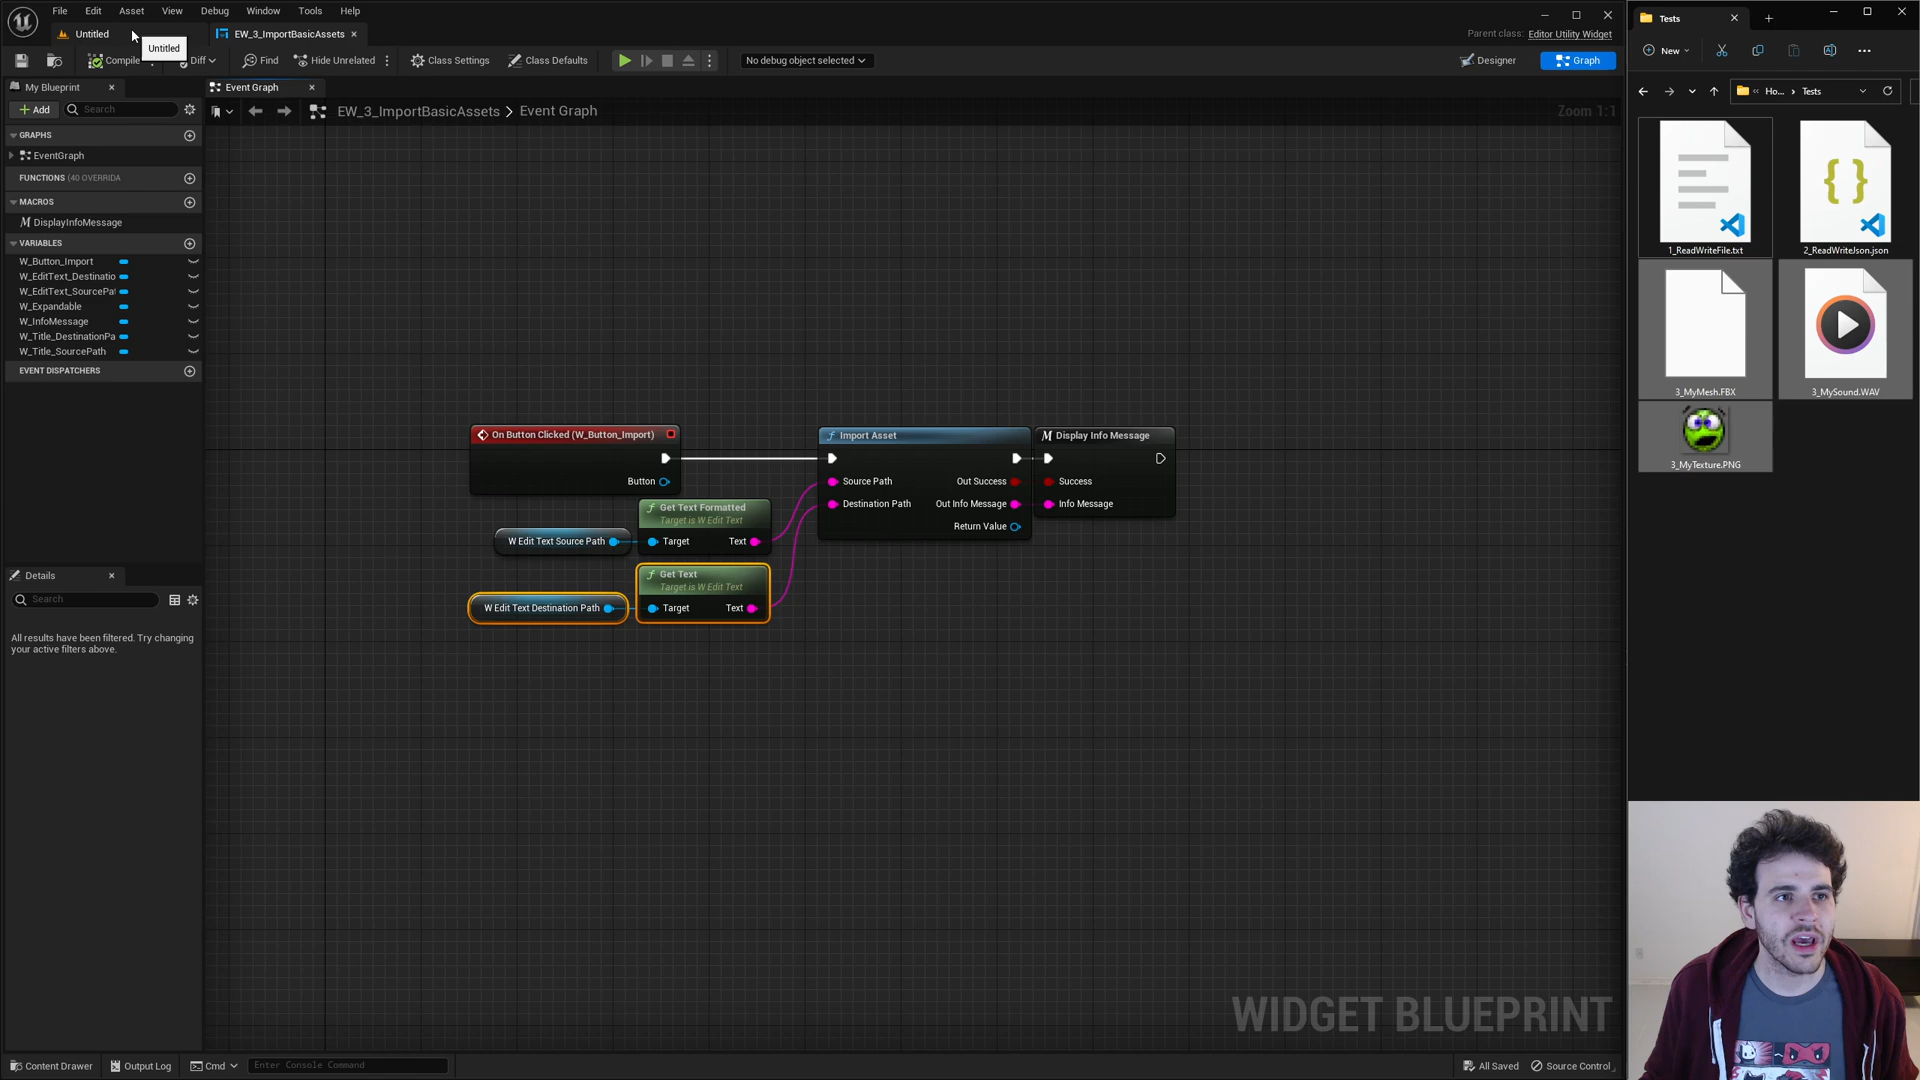 File Edit Asset View Debug Window Tools Help
Untitled
EW_3_ImportBasicAssets
Untitled
Parent class: Editor Utility Widget
Compile
Diff
Find
Hide Unrelated
Class Settings
Class Defaults
No debug object selected
Designer
Graph
My Blueprint
Event Graph
Add
Search
EW_3_ImportBasicAssets > Event Graph
Zoom 1:1
GRAPHS
EventGraph
FUNCTIONS (40 OVERRIDA
MACROS
DisplayInfoMessage
VARIABLES
W_Button_Import
W_EditText_Destinatio
W_EditText_SourcePat
W_Expandable
W_InfoMessage
W_Title_DestinationPa
W_Title_SourcePath
EVENT DISPATCHERS
Details
Search
All results have been filtered. Try changing
your active filters above.
On Button Clicked (W_Button_Import)
Button
Get Text Formatted
Target is W Edit Text
W Edit Text Source Path
Target Text
Get Text
Target is W Edit Text
W Edit Text Destination Path
Target Text
Import Asset
Source Path Out Success
Destination Path Out Info Message
Return Value
Display Info Message
Success
Info Message
WIDGET BLUEPRINT
Content Drawer
Output Log
Cmd
Enter Console Command
All Saved
Source Control
Tests
New
Ho... > Tests
1_ReadWriteFile.txt
2_ReadWriteJson.json
3_MyMesh.FBX
3_MySound.WAV
3_MyTexture.PNG